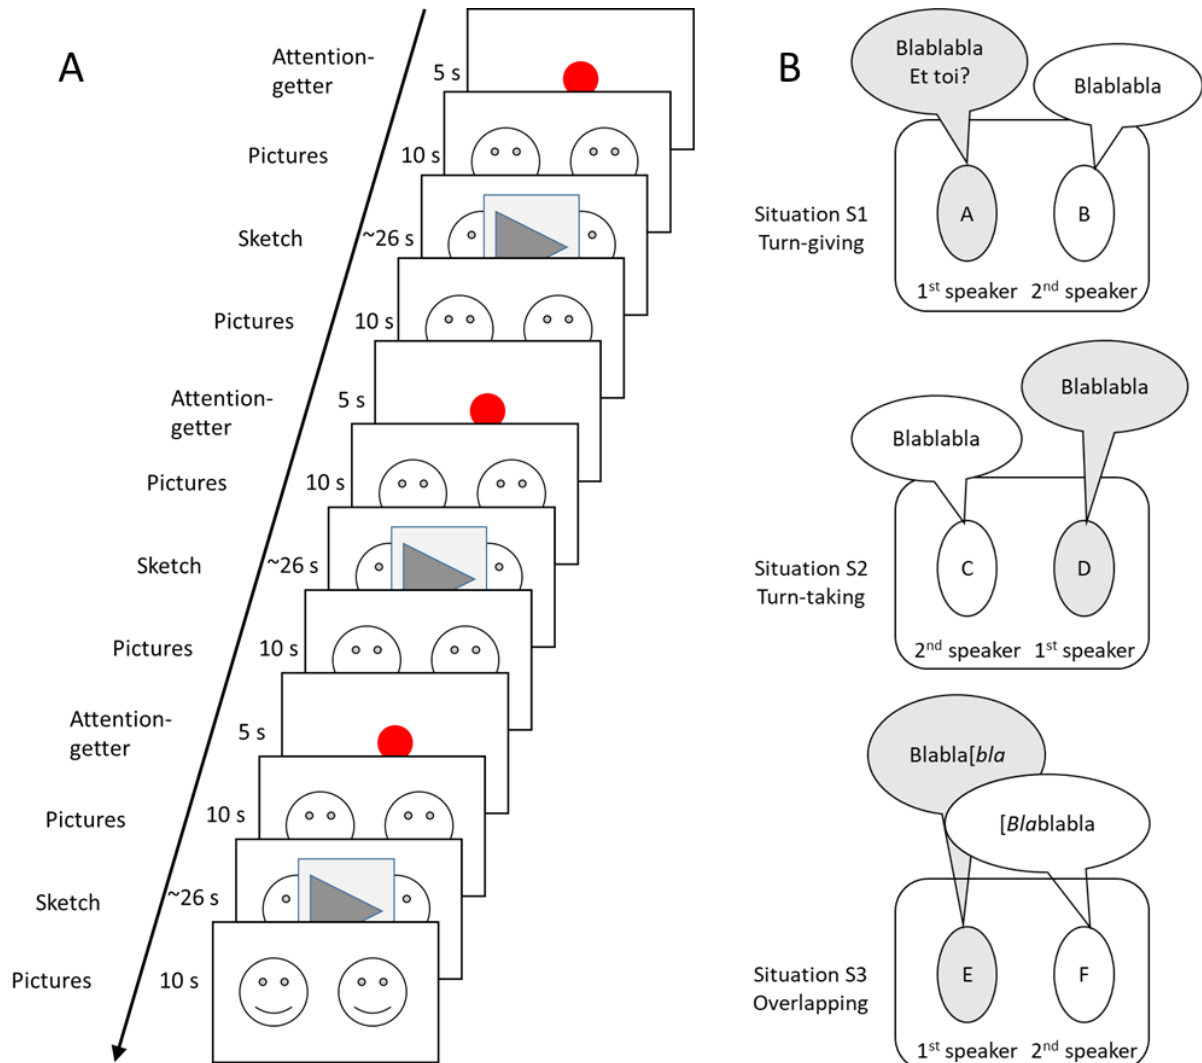 A
Attention-
getter
5 s
Pictures
10 s
Sketch
~26 s
Pictures
10 s
Attention-
getter
5 s
Pictures
10 s
Sketch
~26 s
Pictures
10 s
Attention-
getter
5 s
Pictures
10 s
Sketch
~26 s
Pictures
10 s
B
Blablabla
Et toi?
Blablabla
Situation S1
Turn-giving
A
B
1st speaker
2nd speaker
Blablabla
Blablabla
Situation S2
Turn-taking
C
D
2nd speaker
1st speaker
Blabla[bla
[Blablabla
Situation S3
Overlapping
E
F
1st speaker
2nd speaker